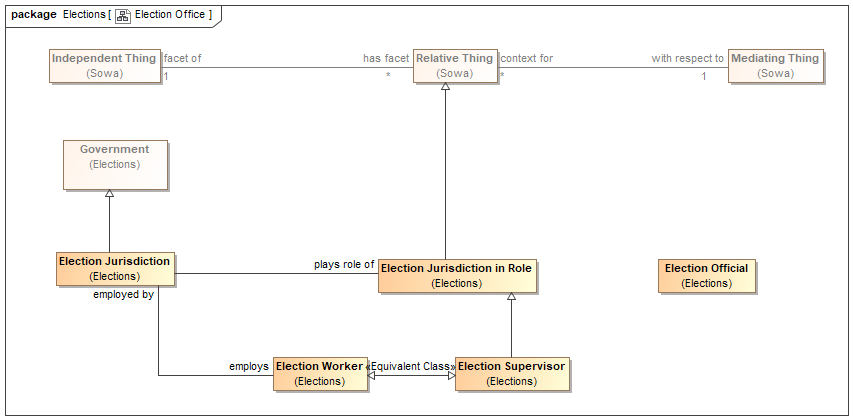 package Elections [ Election Office ]
Independent Thing
(Sowa)
facet of
1
has facet
*
Relative Thing
(Sowa)
context for
*
with respect to
1
Mediating Thing
(Sowa)
Government
(Elections)
Election Jurisdiction
(Elections)
employed by
plays role of
Election Jurisdiction in Role
(Elections)
Election Official
(Elections)
employs
Election Worker
(Elections)
«Equivalent Class»
Election Supervisor
(Elections)